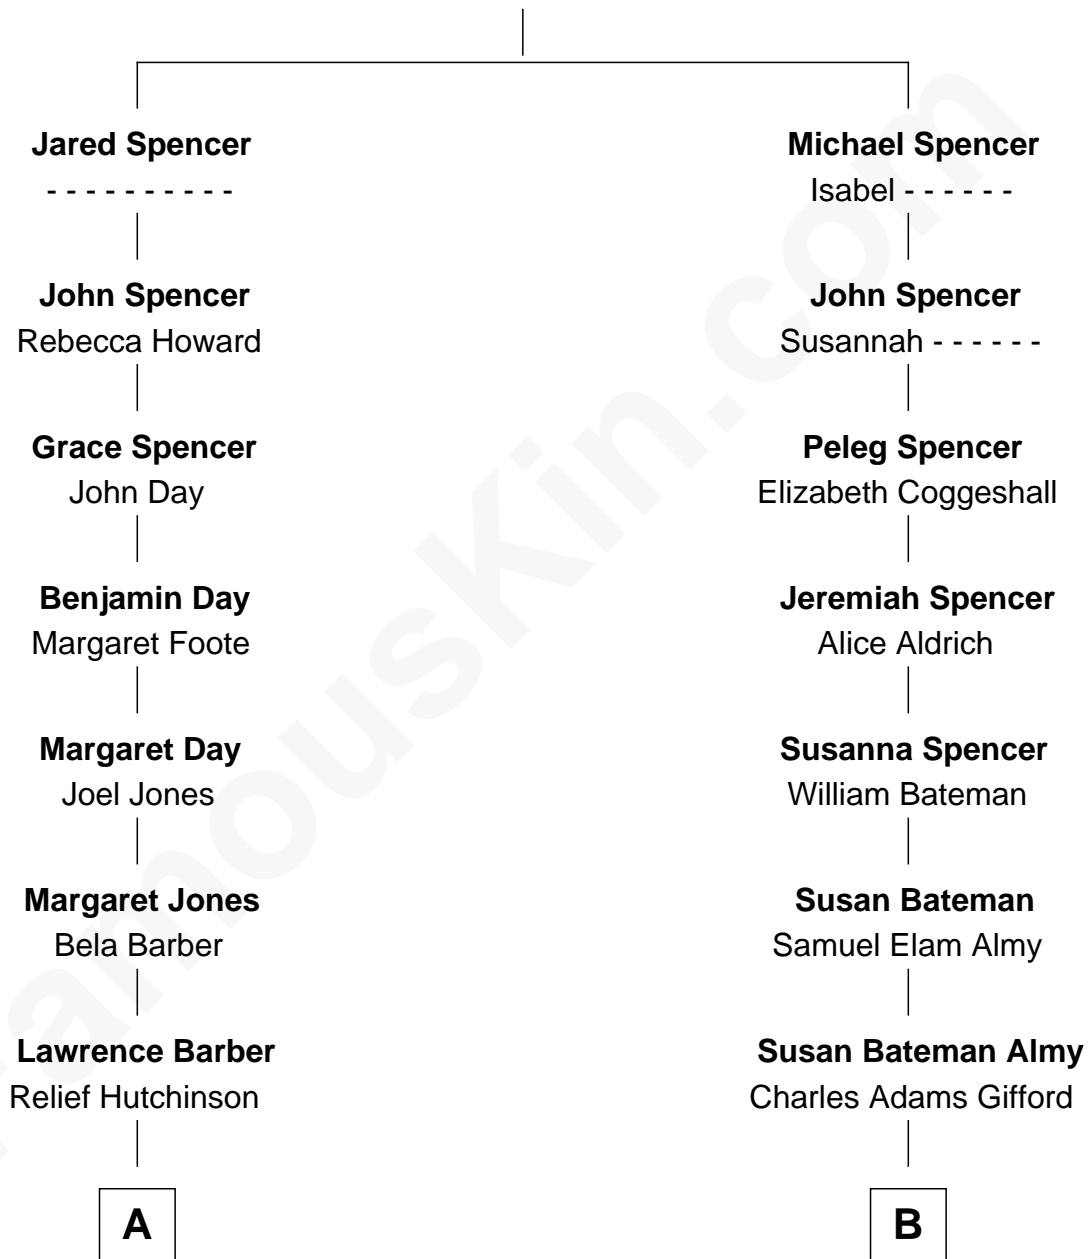 Jared Spencer
- - - - - - - - - -
John Spencer
Rebecca Howard
Grace Spencer
John Day
Benjamin Day
Margaret Foote
Margaret Day
Joel Jones
Margaret Jones
Bela Barber
Lawrence Barber
Relief Hutchinson
A
Michael Spencer
Isabel - - - - - -
John Spencer
Susannah - - - - - -
Peleg Spencer
Elizabeth Coggeshall
Jeremiah Spencer
Alice Aldrich
Susanna Spencer
William Bateman
Susan Bateman
Samuel Elam Almy
Susan Bateman Almy
Charles Adams Gifford
B
FamousKin.com